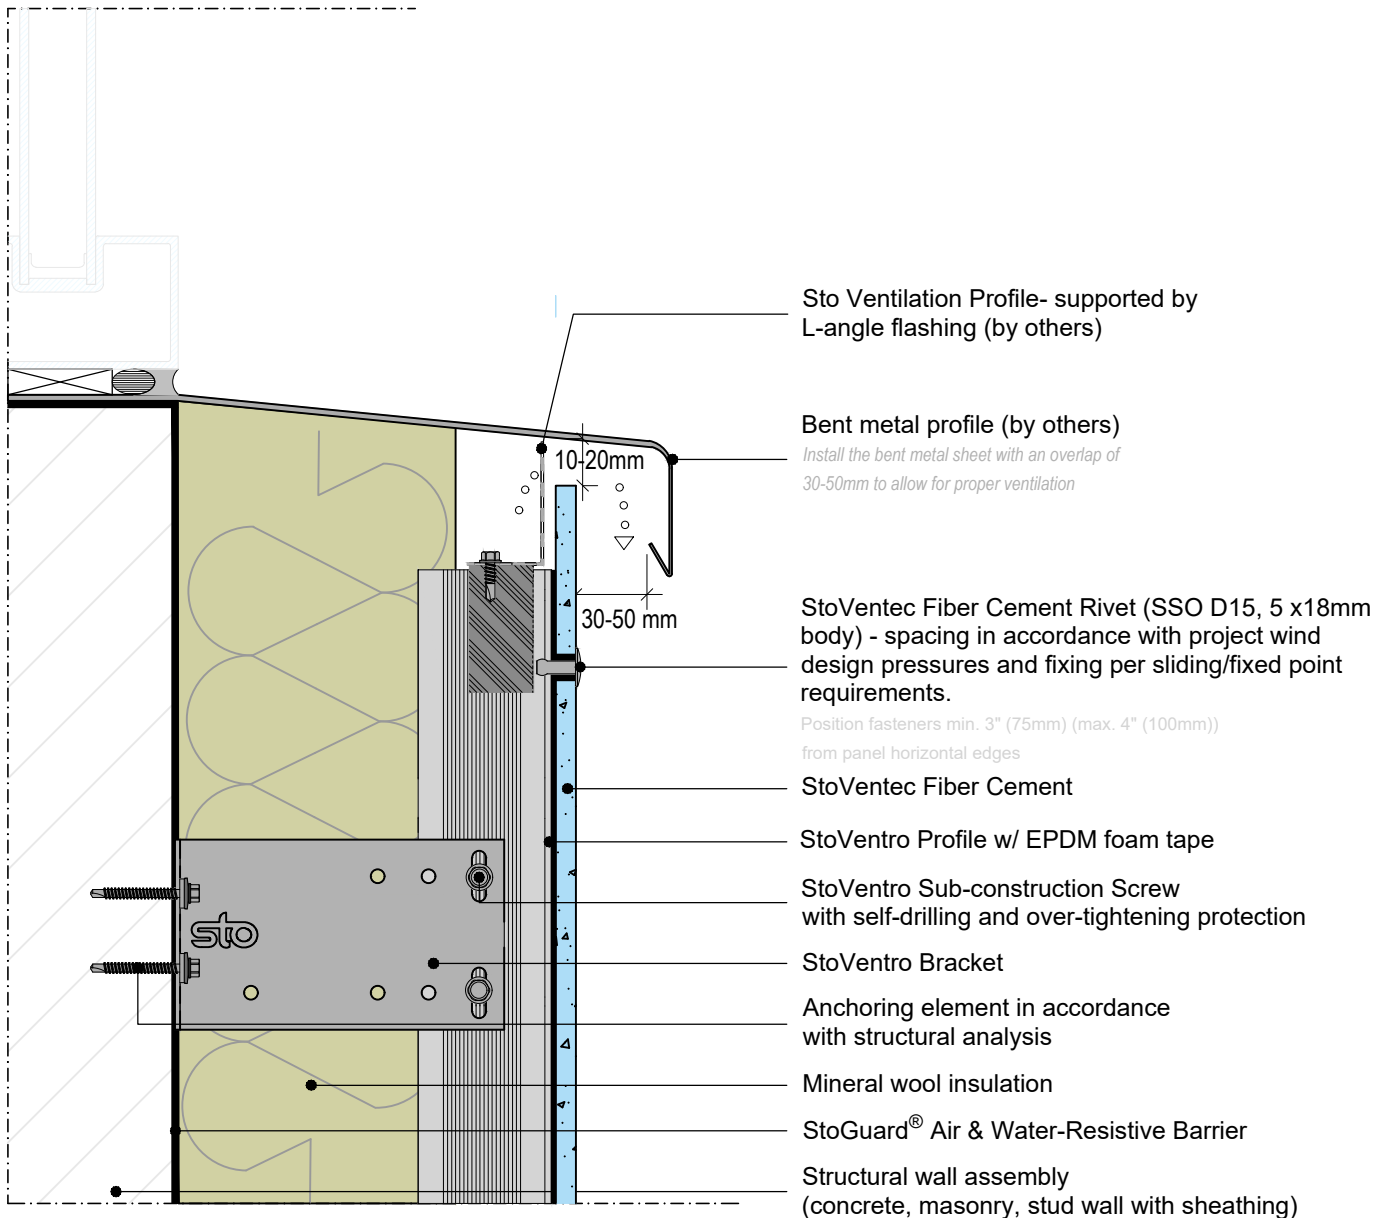 Sto Ventilation Profile- supported by
L-angle flashing (by others)
Bent metal profile (by others)
Install the bent metal sheet with an overlap of
30-50mm to allow for proper ventilation
10-20mm
30-50 mm
StoVentec Fiber Cement Rivet (SSO D15, 5 x18mm
body) - spacing in accordance with project wind
design pressures and fixing per sliding/fixed point
requirements.
Position fasteners min. 3" (75mm) (max. 4" (100mm))
from panel horizontal edges
StoVentec Fiber Cement
StoVentro Profile w/ EPDM foam tape
StoVentro Sub-construction Screw
with self-drilling and over-tightening protection
sto
StoVentro Bracket
Anchoring element in accordance
with structural analysis
Mineral wool insulation
StoGuard® Air & Water-Resistive Barrier
Structural wall assembly
(concrete, masonry, stud wall with sheathing)